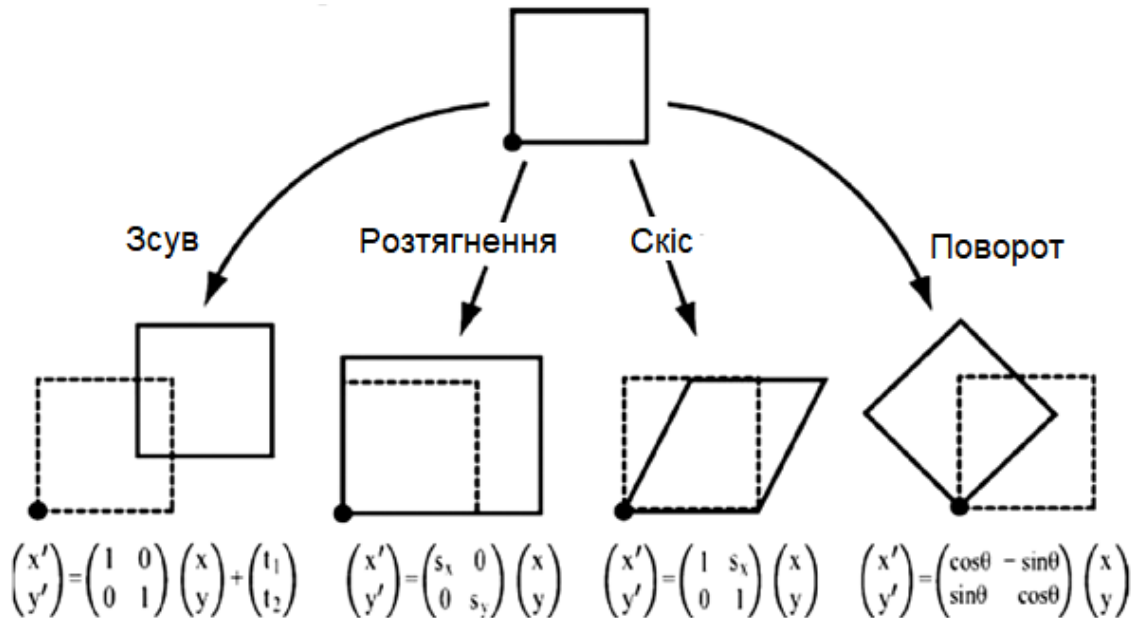 Зсув
Розтягнення
Скіс
Поворот
(x′ y′) = (1 0 0 1) (x y) + (t₁ t₂)
(x′ y′) = (sₓ 0 0 s_y) (x y)
(x′ y′) = (1 sₓ 0 1) (x y)
(x′ y′) = (cosθ − sinθ sinθ cosθ) (x y)